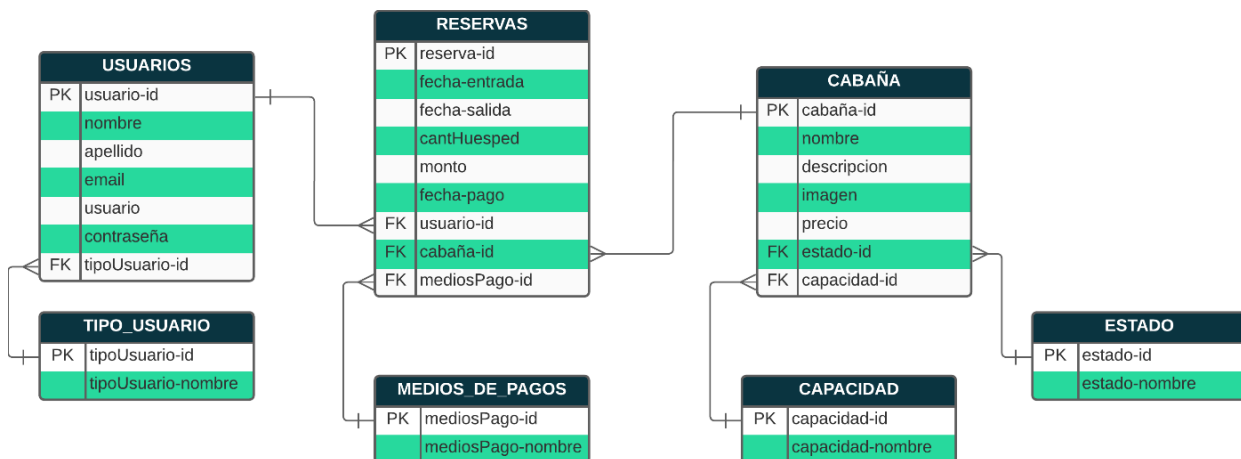 USUARIOS
PK usuario-id
nombre
apellido
email
usuario
contraseña
FK tipoUsuario-id
TIPO_USUARIO
PK tipoUsuario-id
tipoUsuario-nombre
RESERVAS
PK reserva-id
fecha-entrada
fecha-salida
cantHuesped
monto
fecha-pago
FK usuario-id
FK cabaña-id
FK mediosPago-id
MEDIOS_DE_PAGOS
PK mediosPago-id
mediosPago-nombre
CABAÑA
PK cabaña-id
nombre
descripcion
imagen
precio
FK estado-id
FK capacidad-id
CAPACIDAD
PK capacidad-id
capacidad-nombre
ESTADO
PK estado-id
estado-nombre